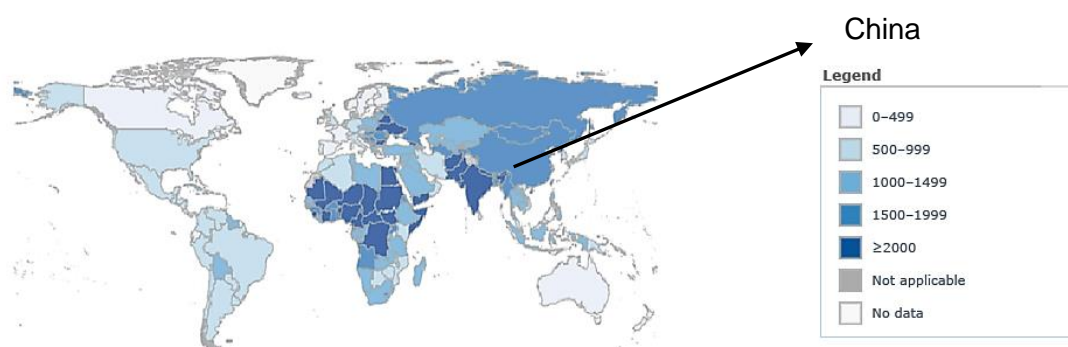 China
Legend
0–499
500–999
1000–1499
1500–1999
≥2000
Not applicable
No data